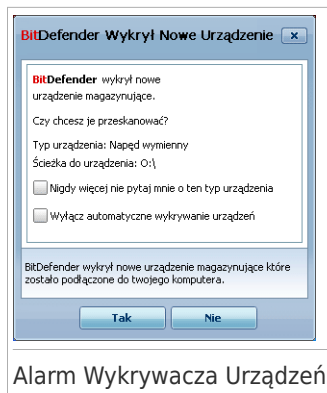 BitDefender Wykrył Nowe Urządzenie
BitDefender wykrył nowe
urządzenie magazynujące.
Czy chcesz je przeskanować?
Typ urządzenia: Napęd wymienny
Ścieżka do urządzenia: O:\
Nigdy więcej nie pytaj mnie o ten typ urządzenia
Wyłącz automatyczne wykrywanie urządzeń
BitDefender wykrył nowe urządzenie magazynujące które
zostało podłączone do twojego komputera.
Tak Nie
Alarm Wykrywacza Urządzeń